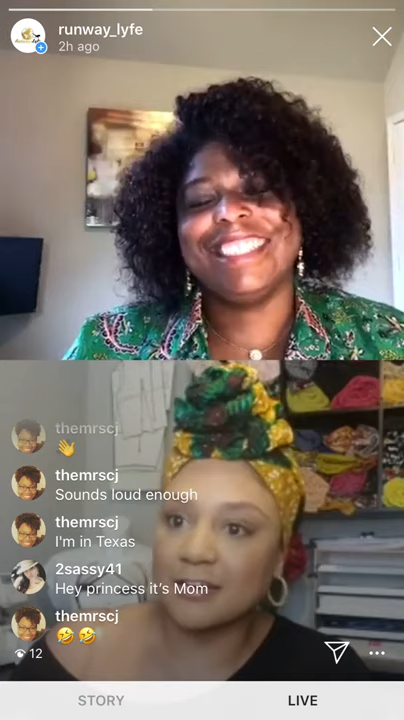 runway_lyfe
2h ago
themrscj
👋
themrscj
Sounds loud enough
themrscj
I'm in Texas
2sassy41
Hey princess it's Mom
themrscj
🤣🤣
12
STORY
LIVE